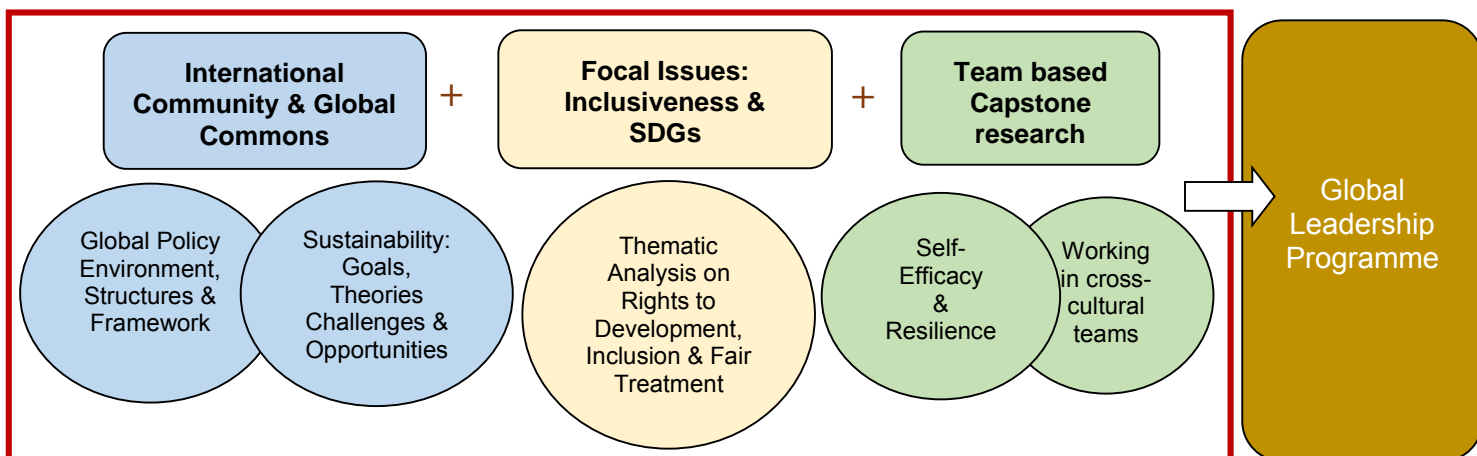 International
Community & Global
Commons
+
Focal Issues:
Inclusiveness &
SDGs
+
Team based
Capstone
research
Global Policy
Environment,
Structures &
Framework
Sustainability:
Goals,
Theories
Challenges &
Opportunities
Thematic
Analysis on
Rights to
Development,
Inclusion & Fair
Treatment
Self-
Efficacy
&
Resilience
Working
in cross-
cultural
teams
Global
Leadership
Programme